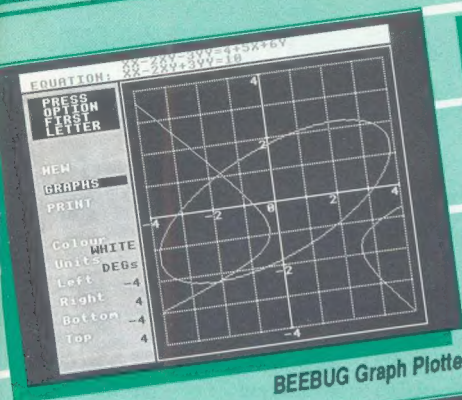 EQUATION: XX-2XY-3YY=4+5X+6Y
XX-2XY+3YY=10
PRESS
OPTION
FIRST
LETTER
NEW
GRAPHS
PRINT
Colour WHITE
Units DEGs
Left -4
Right 4
Bottom -4
Top 4
4
2
-4
-2
0
2
4
-2
-4
BEEBUG Graph Plotte